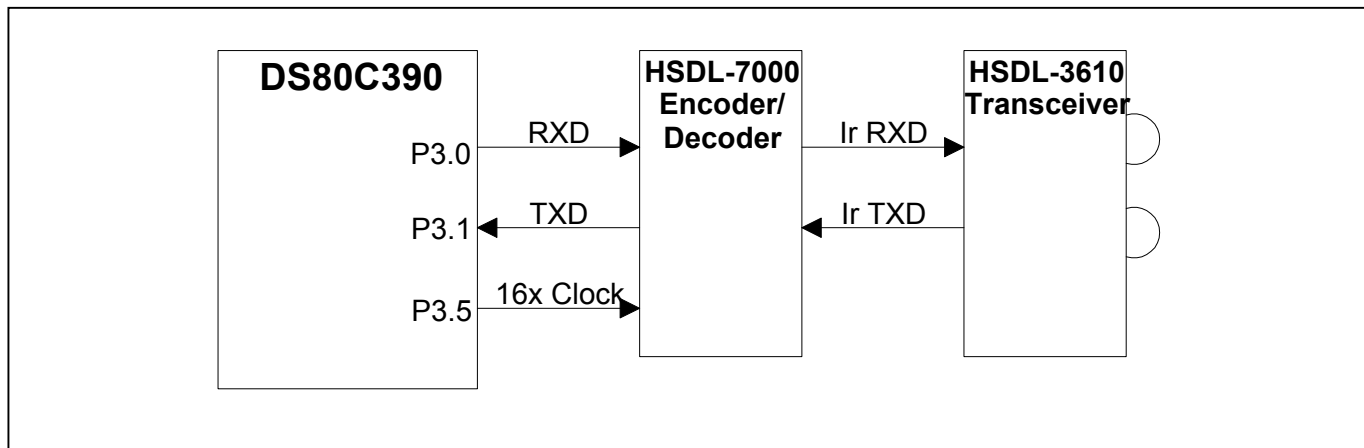 DS80C390
P3.0
P3.1
P3.5
RXD
TXD
16x Clock
HSDL-7000
Encoder/
Decoder
Ir RXD
Ir TXD
HSDL-3610
Transceiver